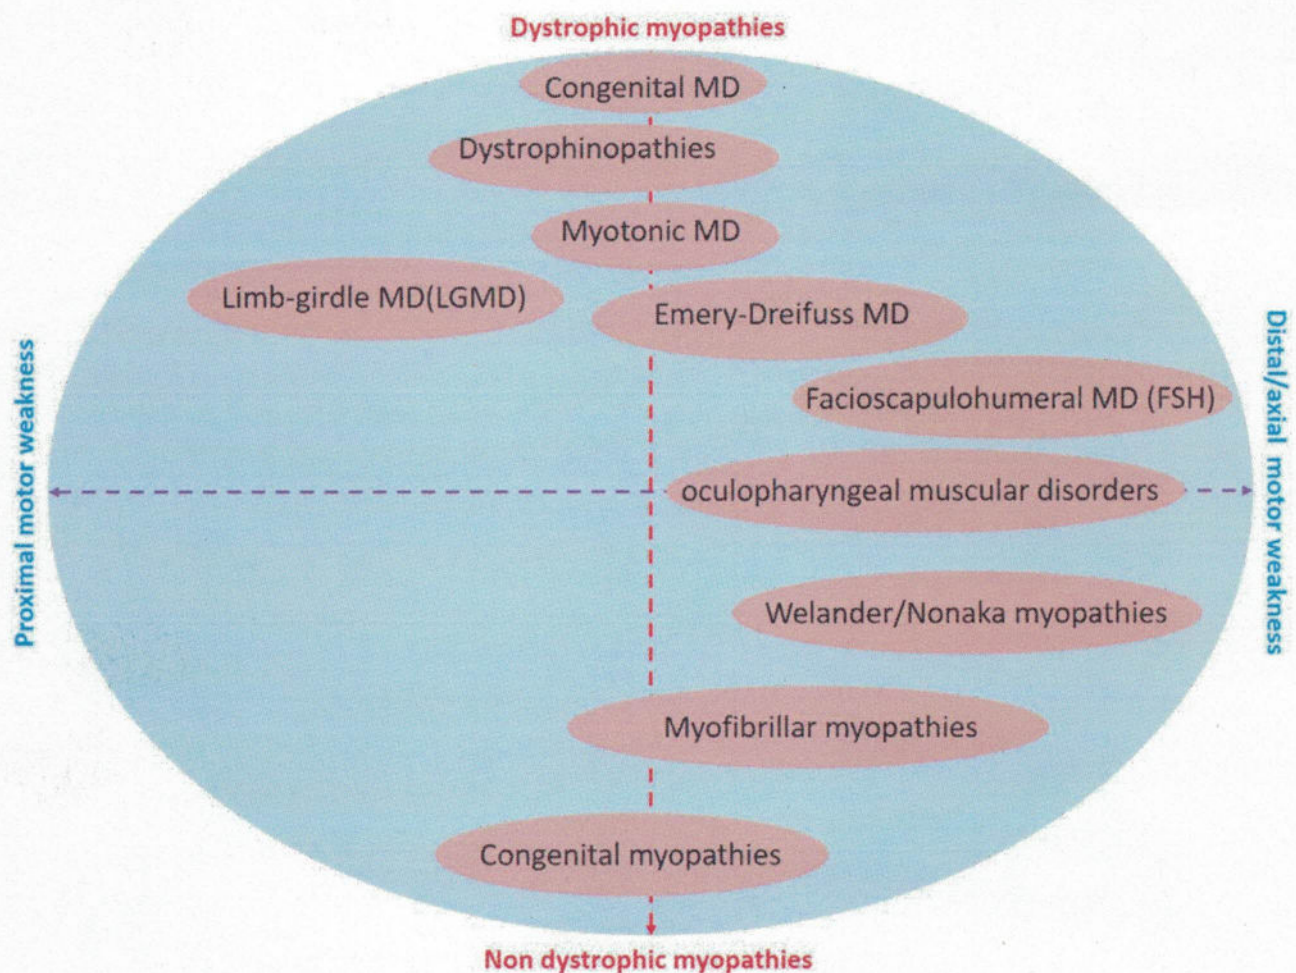 Dystrophic myopathies
Congenital MD
Dystrophinopathies
Myotonic MD
Limb-girdle MD(LGMD)
Emery-Dreifuss MD
Facioscapulohumeral MD (FSH)
Proximal motor weakness
Distal/axial motor weakness
oculopharyngeal muscular disorders
Welander/Nonaka myopathies
Myofibrillar myopathies
Congenital myopathies
Non dystrophic myopathies